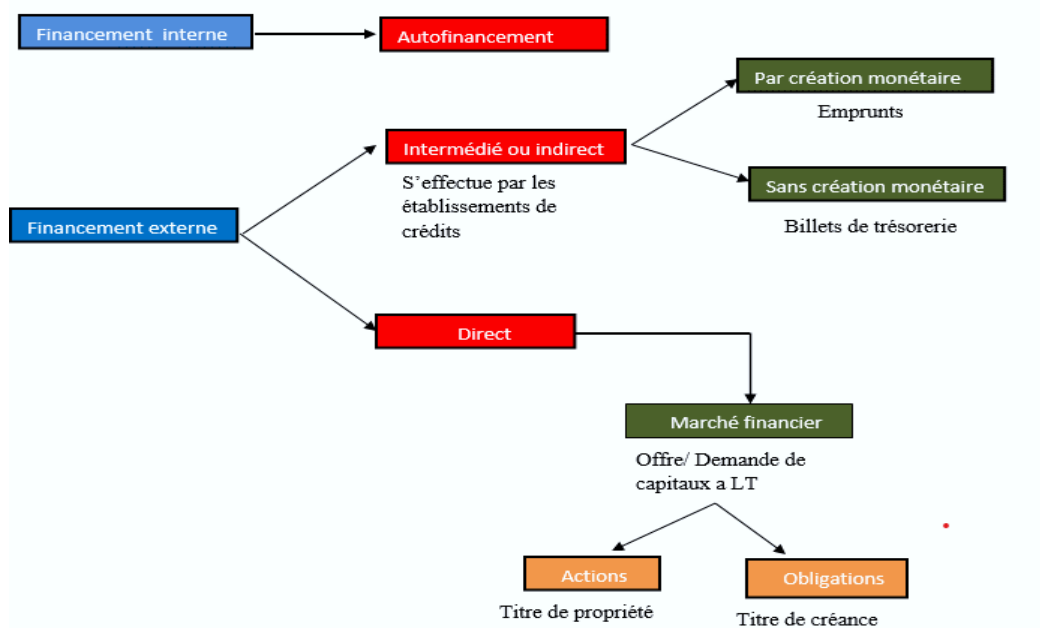 Financement interne
Autofinancement
Par création monétaire
Emprunts
Intermédié ou indirect
S'effectue par les
établissements de
crédits
Sans création monétaire
Billets de trésorerie
Financement externe
Direct
Marché financier
Offre/ Demande de
capitaux a LT
Actions
Titre de propriété
Obligations
Titre de créance